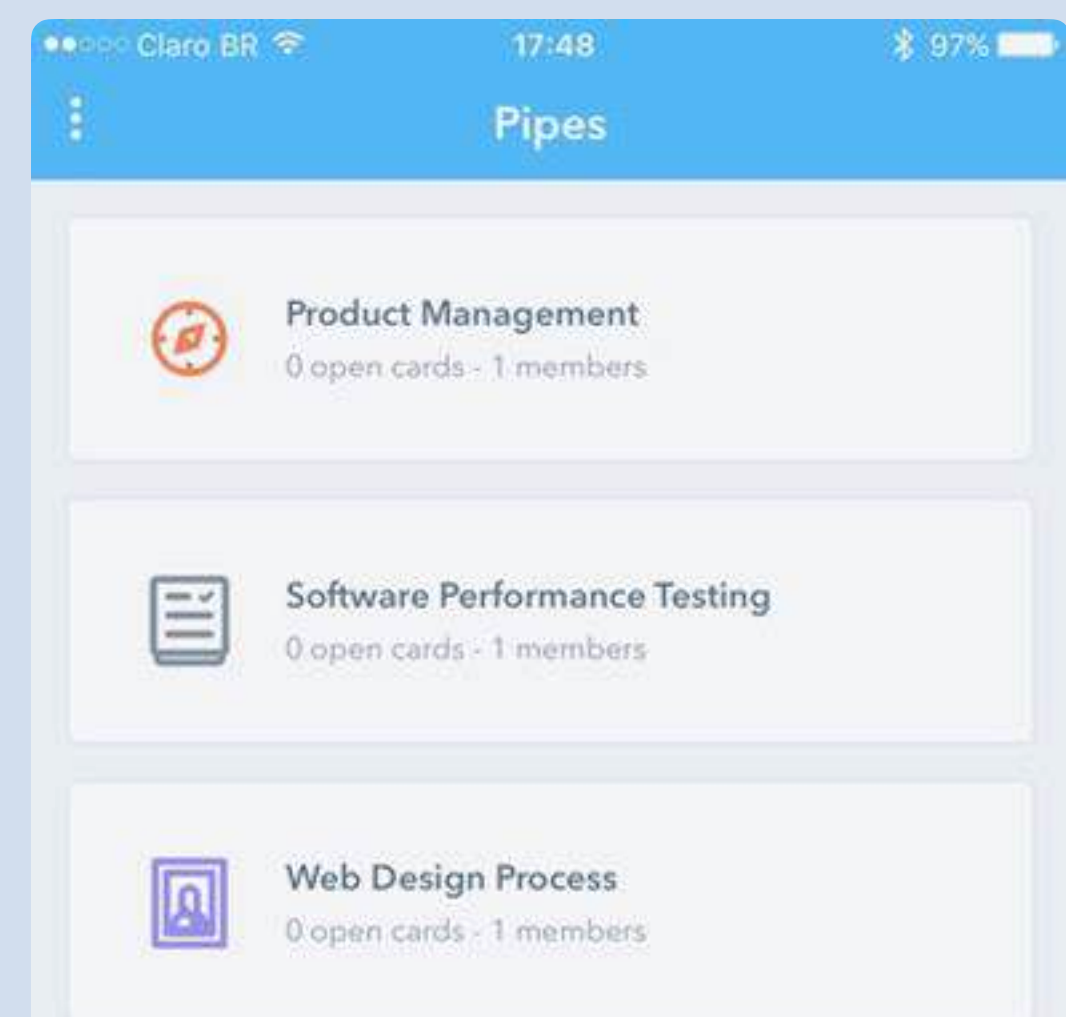 Claro BR 17:48 97%
Pipes
Product Management
0 open cards - 1 members
Software Performance Testing
0 open cards - 1 members
Web Design Process
0 open cards - 1 members